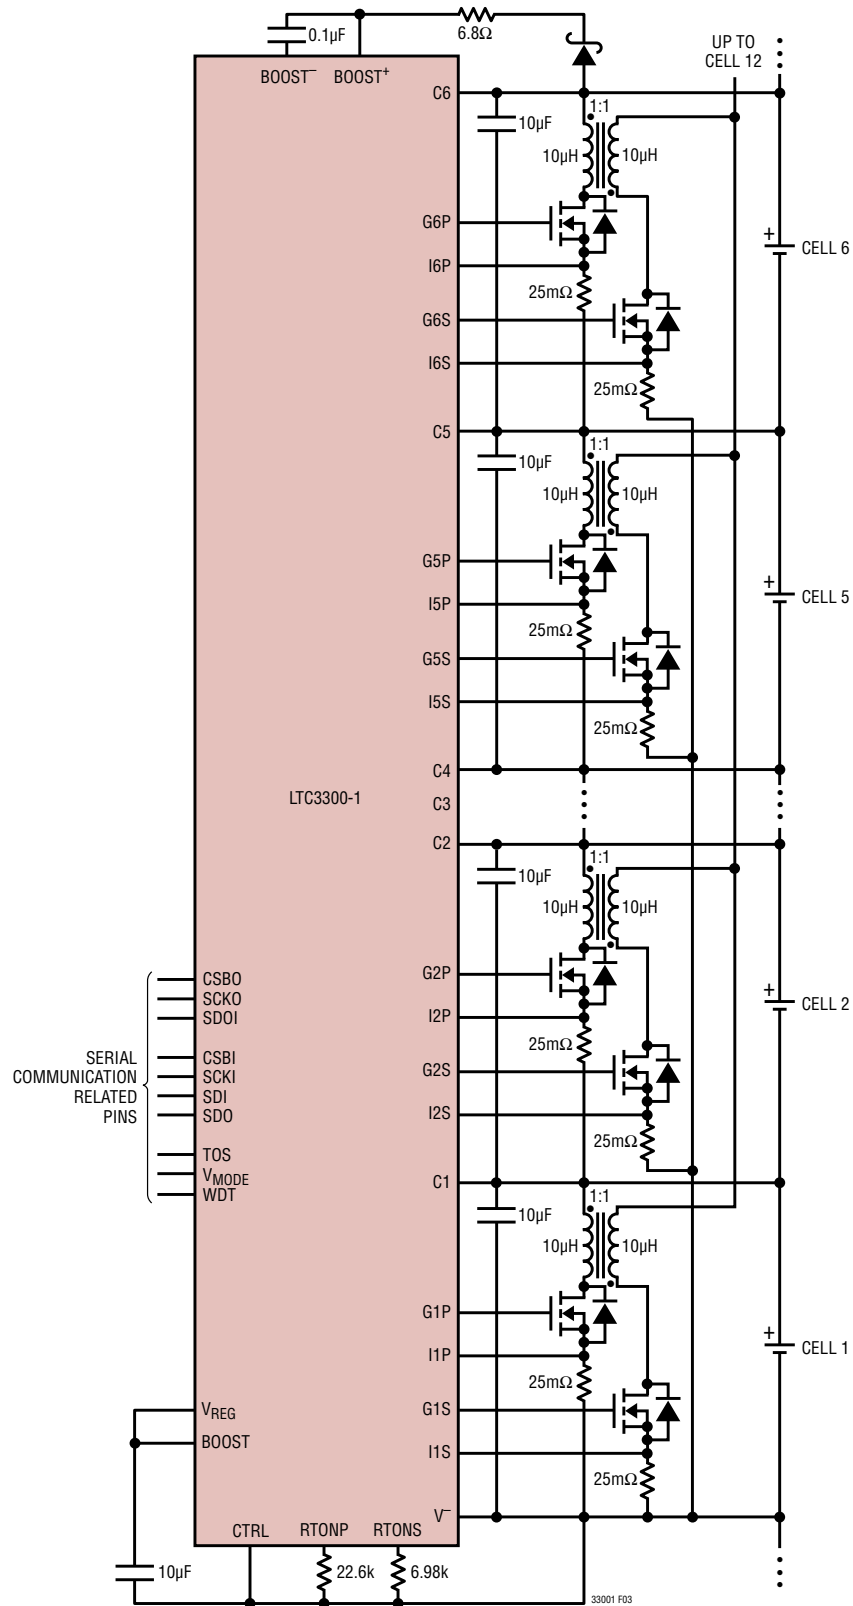 0.1µF
6.8Ω
UP TO
CELL 12
BOOST–
BOOST+
C6
1:1
10µF
10µH
10µH
G6P
CELL 6
+
I6P
25mΩ
G6S
I6S
25mΩ
C5
1:1
10µF
10µH
10µH
G5P
+
CELL 5
I5P
25mΩ
G5S
I5S
25mΩ
C4
LTC3300-1
C3
C2
1:1
10µF
10µH
10µH
G2P
+
CELL 2
I2P
25mΩ
G2S
I2S
25mΩ
CSBO
SCKO
SDOI
SERIAL
COMMUNICATION
RELATED
PINS
CSBI
SCKI
SDI
SDO
TOS
VMODE
WDT
C1
1:1
10µF
10µH
10µH
G1P
+
CELL 1
I1P
25mΩ
G1S
I1S
25mΩ
VREG
BOOST
V–
CTRL
RTONP
RTONS
10µF
22.6k
6.98k
33001 F03